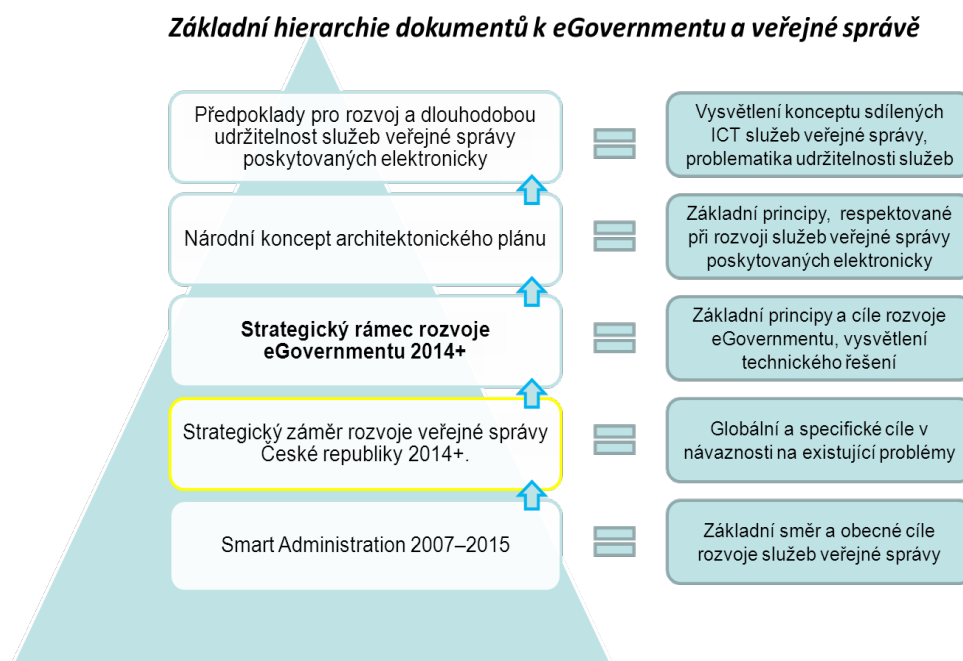 Základní hierarchie dokumentů k eGovernmentu a veřejné správě
Předpoklady pro rozvoj a dlouhodobou
udržitelnost služeb veřejné správy
poskytovaných elektronicky
Vysvětlení konceptu sdílených
ICT služeb veřejné správy,
problematika udržitelnosti služeb
Národní koncept architektonického plánu
Základní principy, respektované
při rozvoji služeb veřejné správy
poskytovaných elektronicky
Strategický rámec rozvoje
eGovernmentu 2014+
Základní principy a cíle rozvoje
eGovernmentu, vysvětlení
technického řešení
Strategický záměr rozvoje veřejné správy
České republiky 2014+.
Globální a specifické cíle v
návaznosti na existující problémy
Smart Administration 2007–2015
Základní směr a obecné cíle
rozvoje služeb veřejné správy